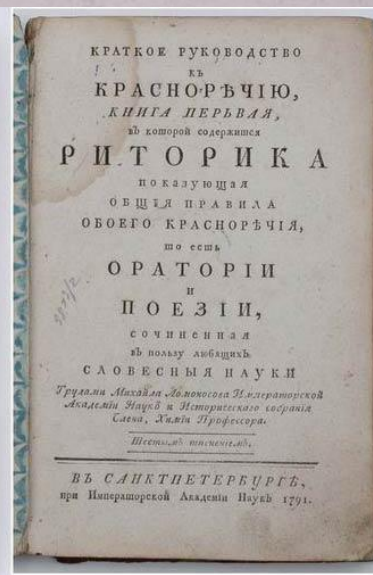 КРАТКОЕ РУКОВОДСТВО
КЪ
КРАСНОРѢЧІЮ,
КНИГА ПЕРЬВАЯ,
въ которой содержится
РИТОРИКА
показующая
ОБЩІЯ ПРАВИЛА
ОБОЕГО КРАСНОРѢЧІЯ,
то есть
ОРАТОРІИ
И
ПОЕЗІИ,
сочиненная
въ пользу любящихъ
СЛОВЕСНЫЯ НАУКИ
Трудами Михайла Ломоносова Императорской
Академіи Наукъ и Историческаго собранія
Члена, Химіи Профессора.
Шестымъ тисненіемъ.
ВЪ САНКТПЕТЕРБУРГѢ,
при Императорской Академіи Наукъ 1791.